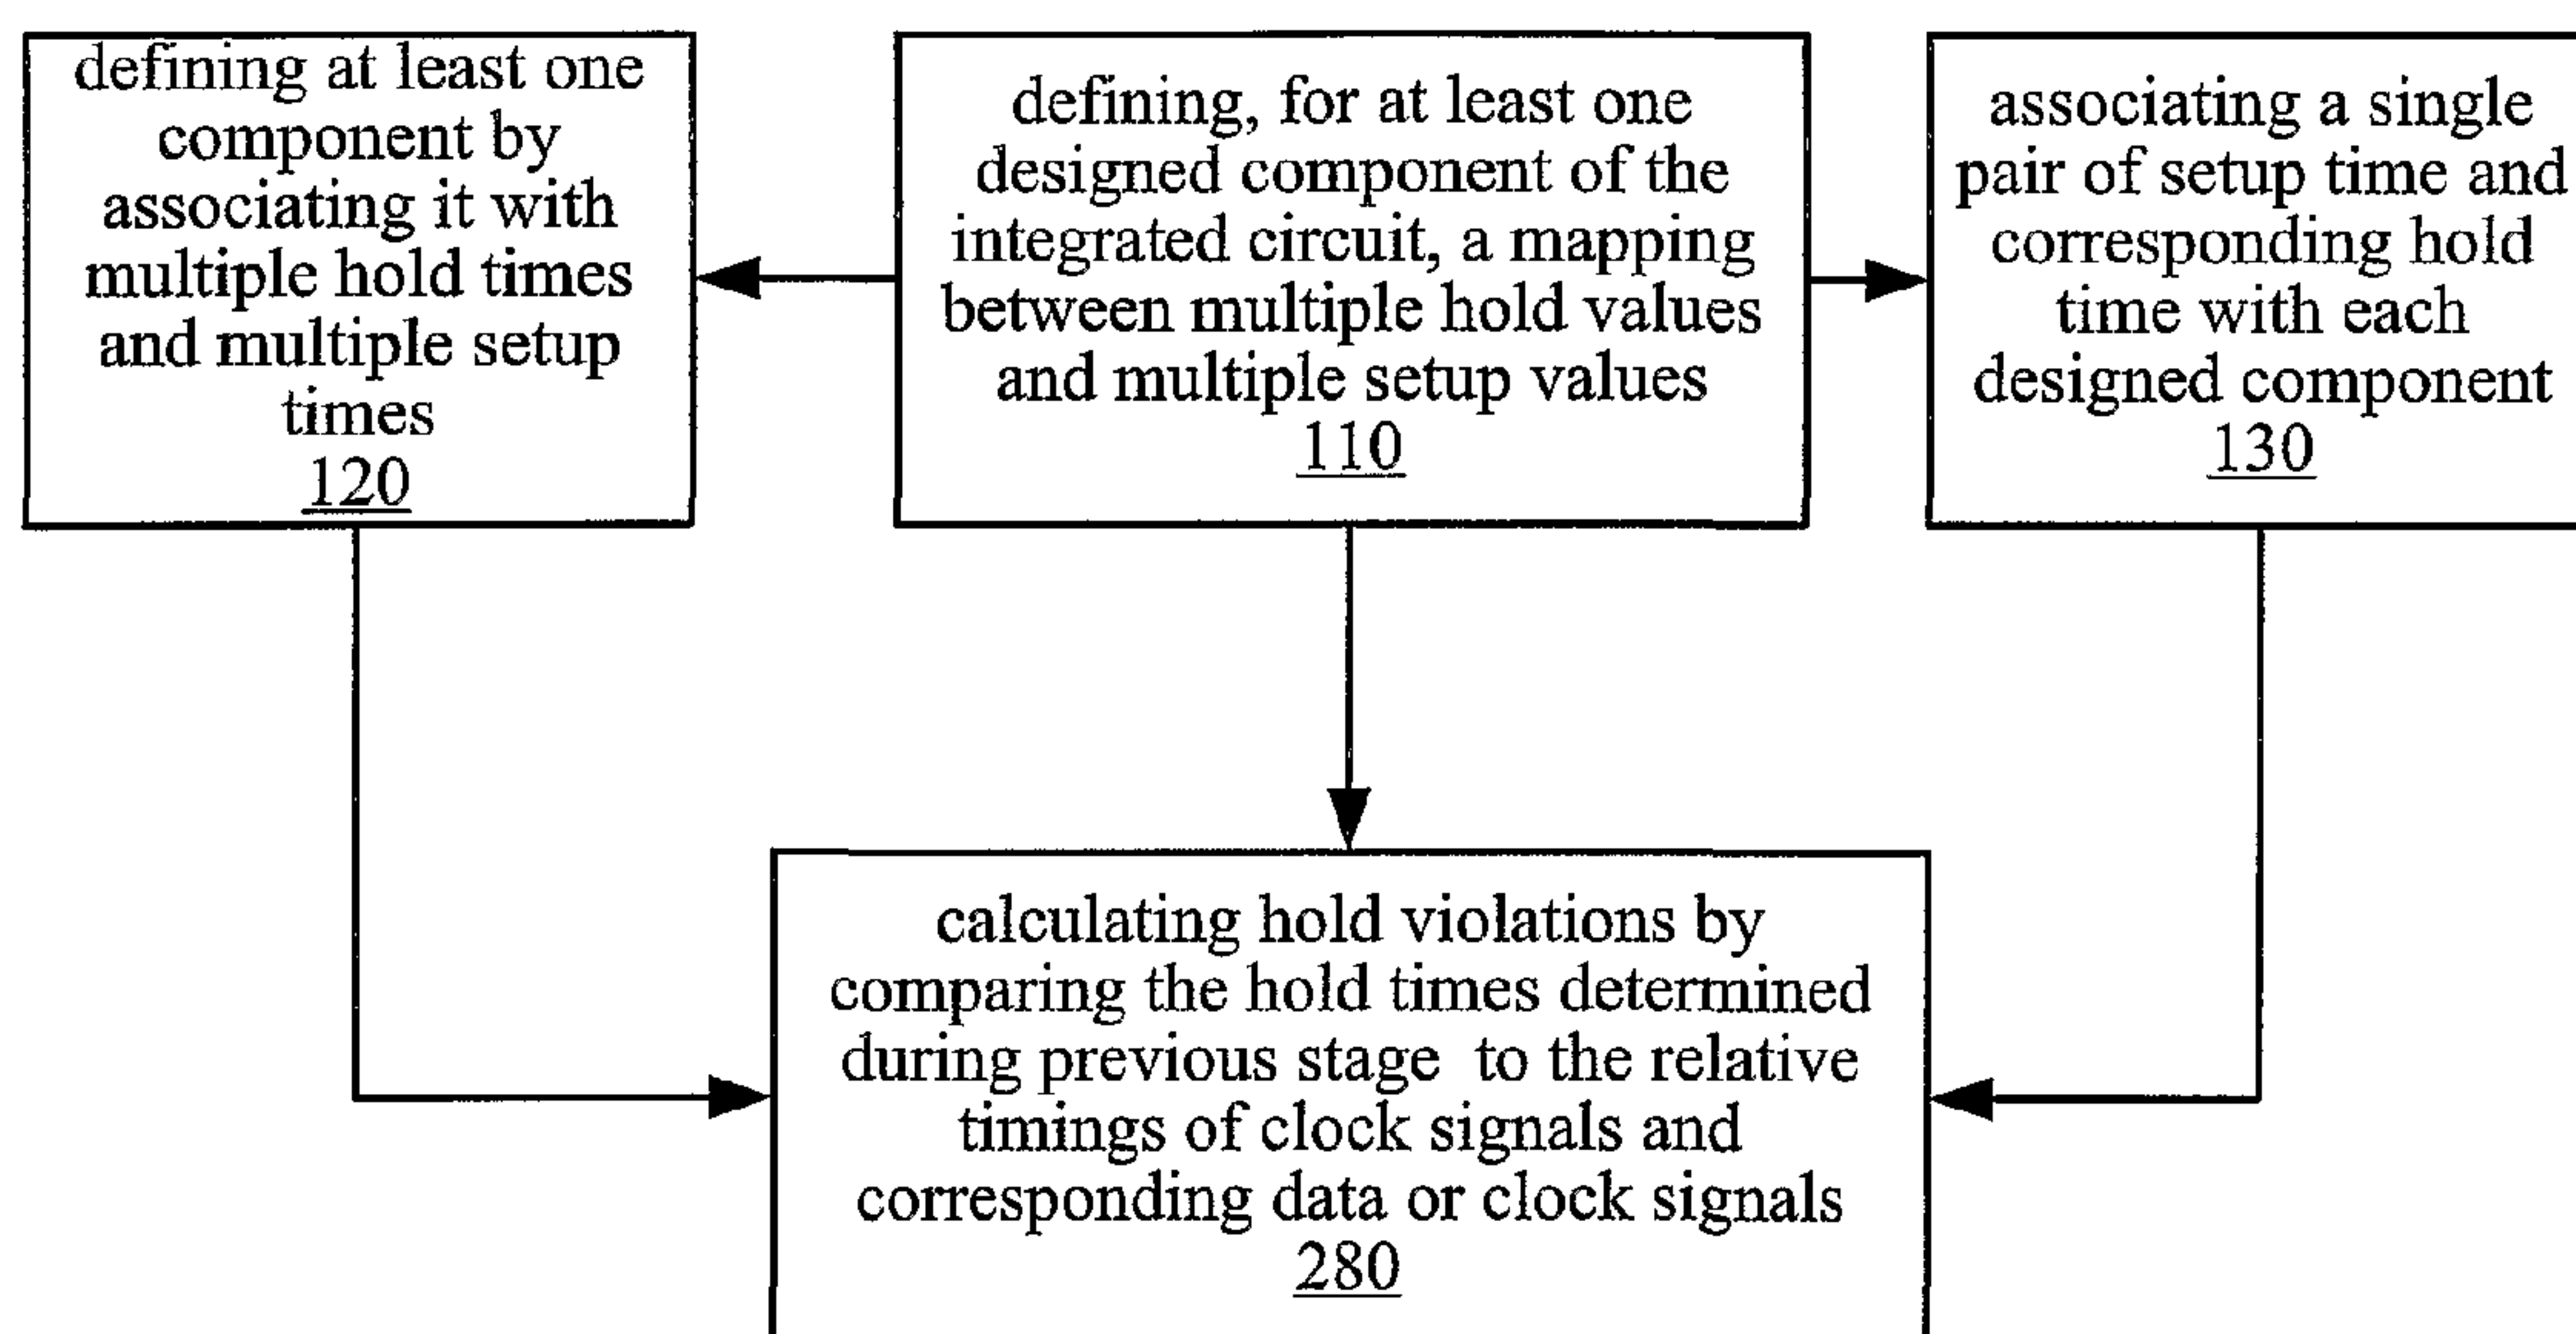 defining at least one
component by
associating it with
multiple hold times
and multiple setup
times
120
defining, for at least one
designed component of the
integrated circuit, a mapping
between multiple hold values
and multiple setup values
110
associating a single
pair of setup time and
corresponding hold
time with each
designed component
130
calculating hold violations by
comparing the hold times determined
during previous stage to the relative
timings of clock signals and
corresponding data or clock signals
280